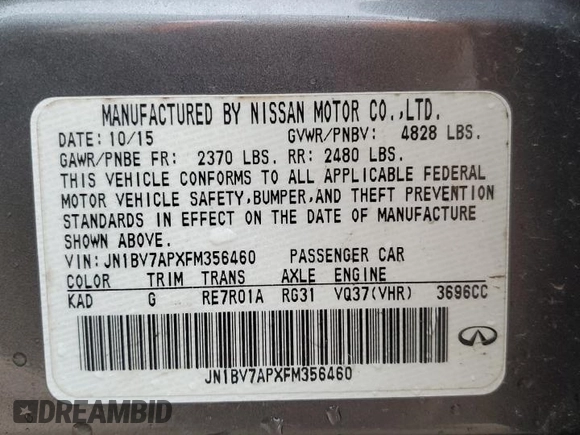 MANUFACTURED BY NISSAN MOTOR CO.,LTD.
DATE: 10/15 GVWR/PNBV: 4828 LBS.
GAWR/PNBE FR: 2370 LBS. RR: 2480 LBS.
THIS VEHICLE CONFORMS TO ALL APPLICABLE FEDERAL
MOTOR VEHICLE SAFETY,BUMPER,AND THEFT PREVENTION
STANDARDS IN EFFECT ON THE DATE OF MANUFACTURE
SHOWN ABOVE.
VIN: JN1BV7APXFM356460 PASSENGER CAR
COLOR TRIM TRANS AXLE ENGINE
KAD G RE7R01A RG31 VQ37(VHR) 3696CC
JN1BV7APXFM356460
DREAMBID